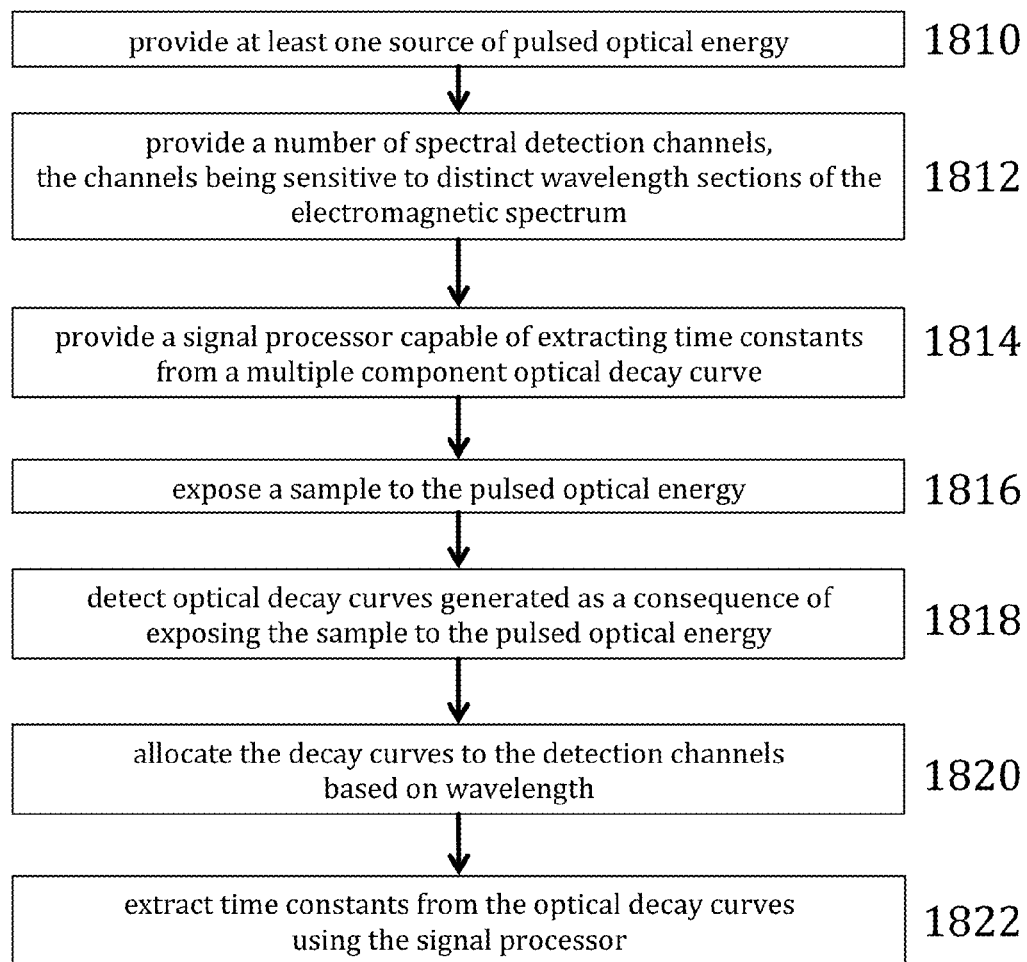 provide at least one source of pulsed optical energy
1810
provide a number of spectral detection channels,
the channels being sensitive to distinct wavelength sections of the
electromagnetic spectrum
1812
provide a signal processor capable of extracting time constants
from a multiple component optical decay curve
1814
expose a sample to the pulsed optical energy
1816
detect optical decay curves generated as a consequence of
exposing the sample to the pulsed optical energy
1818
allocate the decay curves to the detection channels
based on wavelength
1820
extract time constants from the optical decay curves
using the signal processor
1822